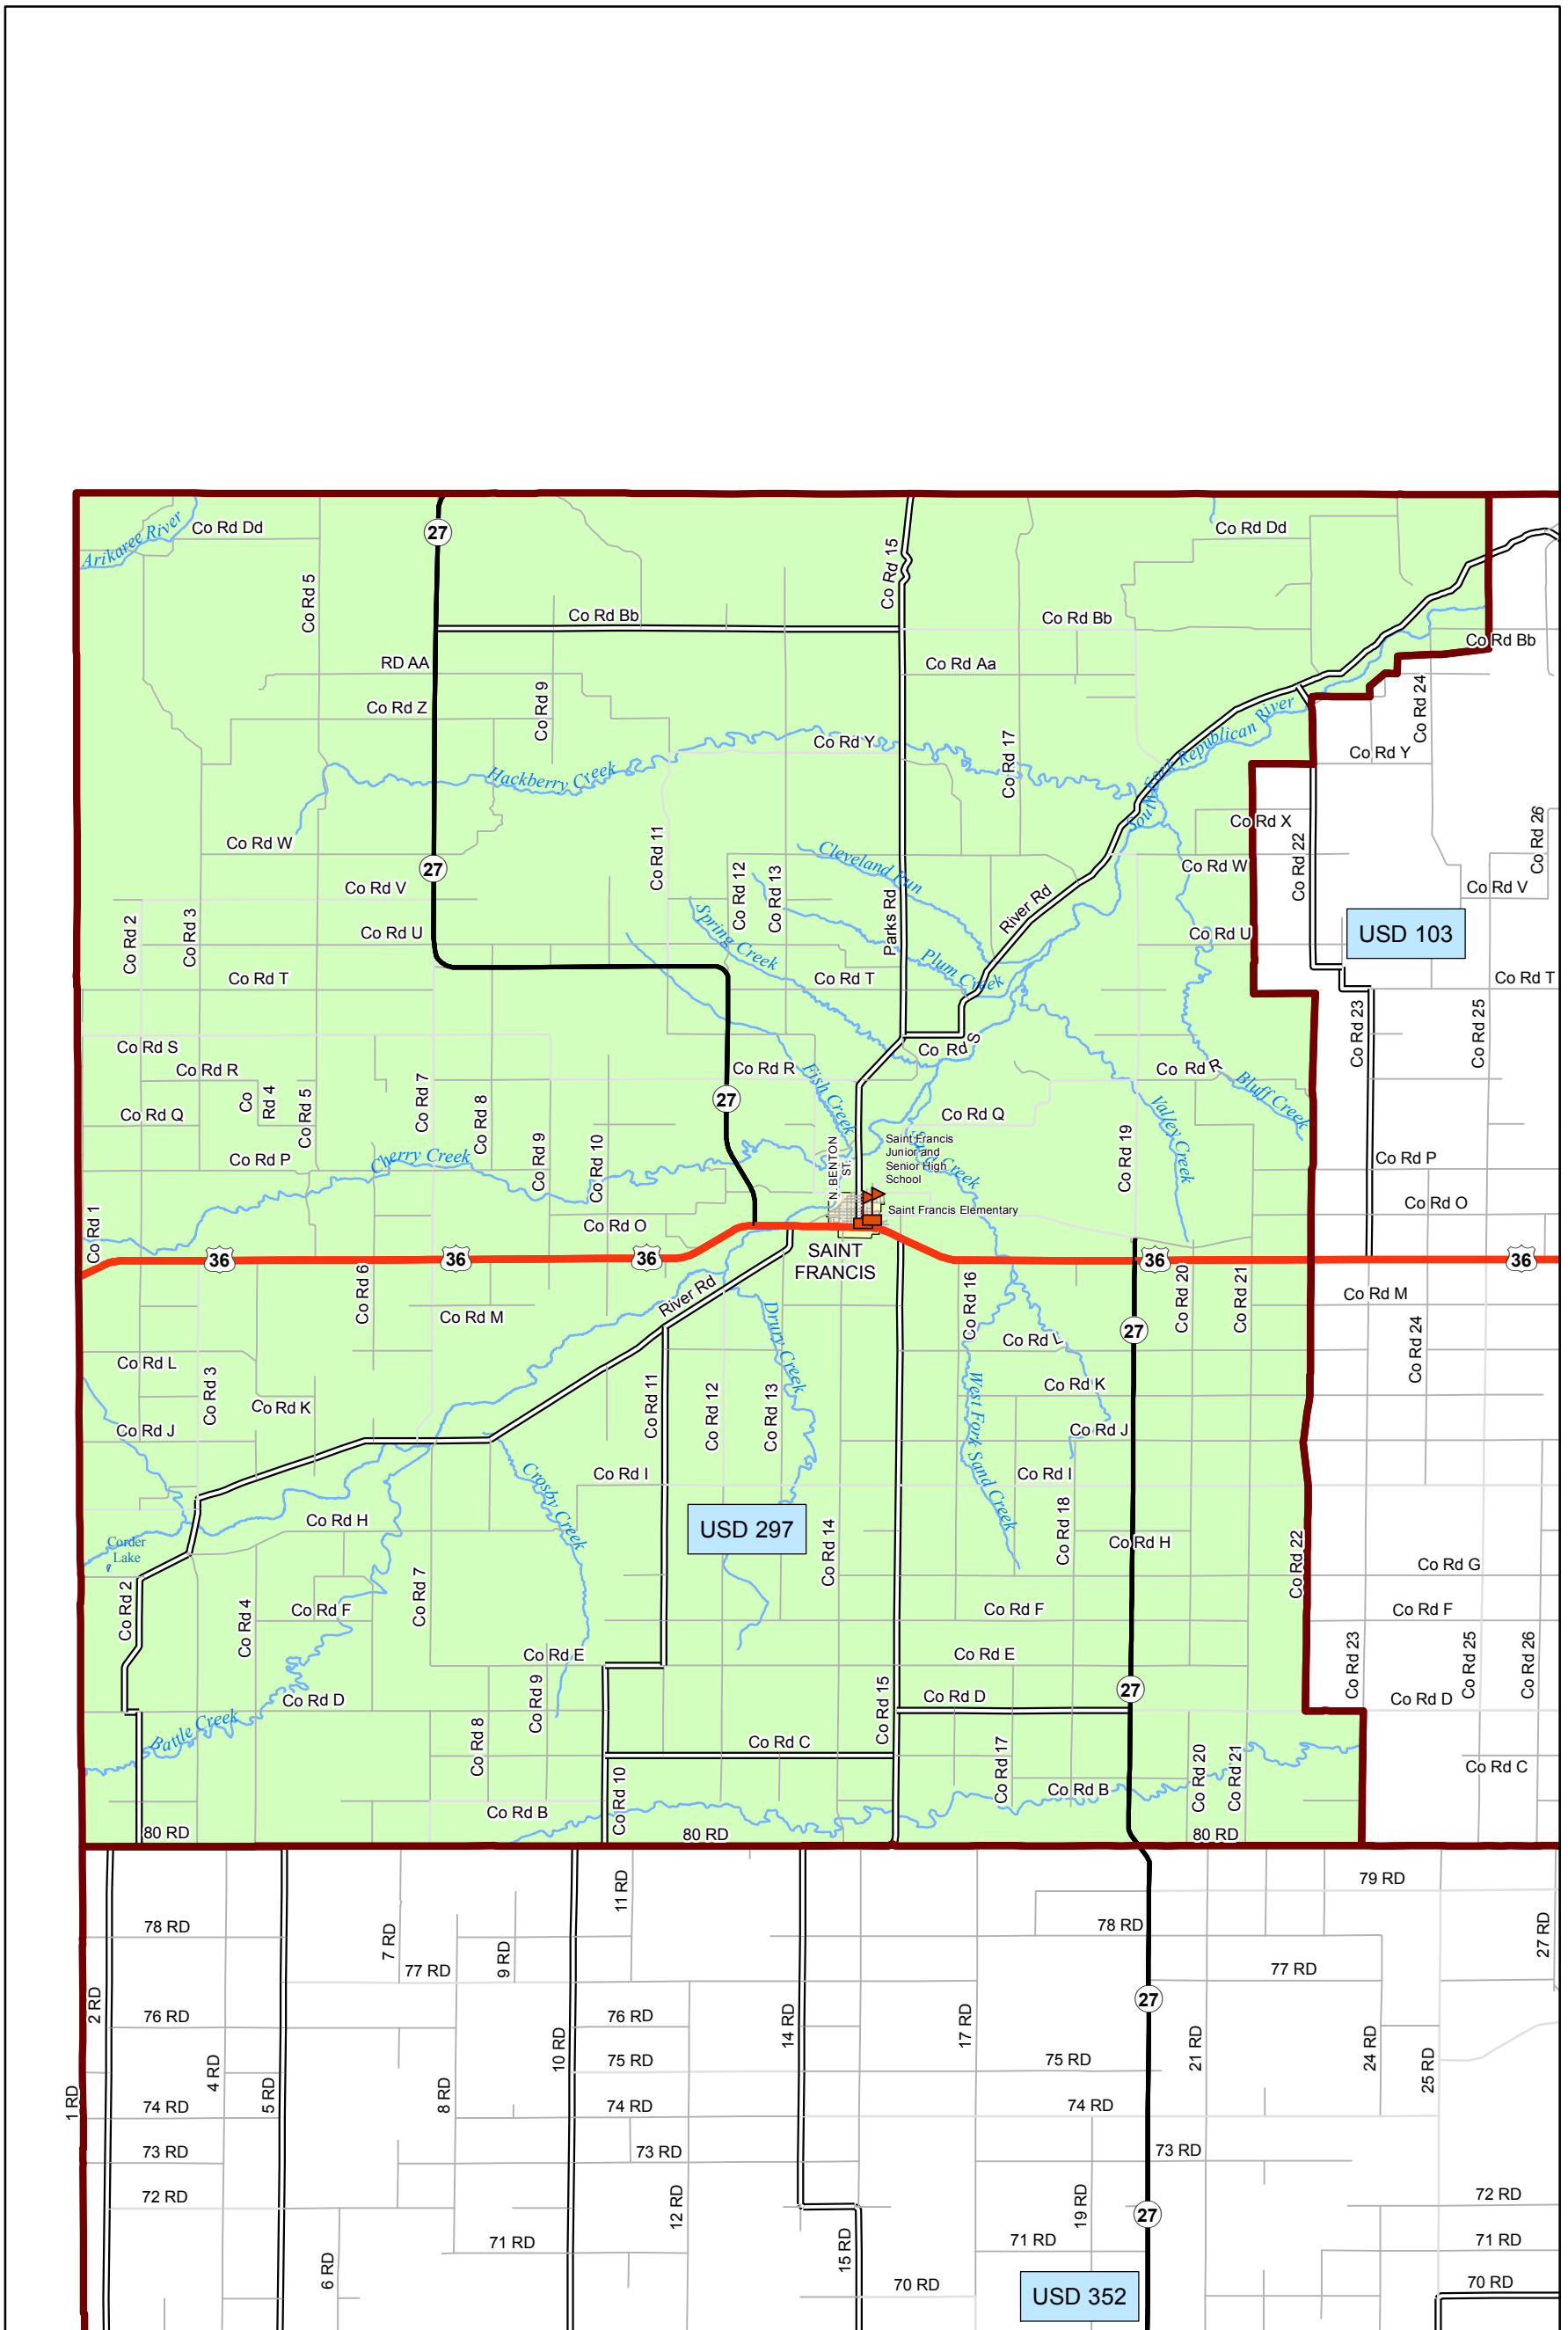 Arikaree River
Co Rd Dd
27
Co Rd 15
Co Rd Dd
Co Rd 5
Co Rd Bb
Co Rd Bb
Co Rd Bb
RD AA
Co Rd Aa
Co Rd Z
Co Rd 9
Co Rd 24
South Fork Republican River
Co Rd Y
Co Rd 17
Co Rd Y
Hackberry Creek
Co Rd X
Co Rd 26
Co Rd W
Co Rd 11
Cleveland Run
Co Rd W
Co Rd 22
27
Co Rd V
Co Rd 12
Co Rd 13
Co Rd V
Co Rd 2
Co Rd 3
Co Rd U
Spring Creek
Parks Rd
River Rd
Co Rd U
USD 103
Co Rd T
Co Rd T
Plum Creek
Co Rd T
Co Rd S
Co Rd S
Co Rd 23
Co Rd 25
Co Rd R
Co Rd R
Co Rd R
Co
Rd 4
Co Rd 5
Co Rd 7
Co Rd 8
27
Fish Creek
Bluff Creek
Co Rd Q
Co Rd Q
Valley Creek
Co Rd P
Cherry Creek
Co Rd 9
Co Rd 10
N. BENTON
ST.
Sand Creek
Saint Francis
Junior and
Senior High
School
Co Rd 19
Co Rd P
Co Rd 1
Co Rd O
Saint Francis Elementary
Co Rd O
36
36
36
SAINT
FRANCIS
36
36
Co Rd 6
River Rd
Co Rd M
Drury Creek
Co Rd 16
Co Rd 20
Co Rd 21
Co Rd M
27
Co Rd L
Co Rd 3
Co Rd L
Co Rd 24
Co Rd K
Co Rd 11
Co Rd 12
Co Rd 13
West Fork Sand Creek
Co Rd K
Co Rd J
Co Rd J
Crosby Creek
Co Rd I
Co Rd I
Co Rd H
USD 297
Co Rd 14
Co Rd 18
Co Rd H
Corder
Lake
Co Rd 22
Co Rd G
Co Rd 2
Co Rd 4
Co Rd F
Co Rd 7
Co Rd F
Co Rd F
Co Rd E
Co Rd E
Co Rd 23
Co Rd 25
Co Rd 26
Co Rd D
Co Rd 9
Co Rd 15
Co Rd D
27
Co Rd D
Battle Creek
Co Rd 8
Co Rd C
Co Rd 17
Co Rd 20
Co Rd 21
Co Rd C
Co Rd B
Co Rd 10
Co Rd B
80 RD
80 RD
80 RD
79 RD
11 RD
78 RD
7 RD
9 RD
78 RD
27 RD
77 RD
77 RD
2 RD
76 RD
10 RD
76 RD
14 RD
17 RD
27
21 RD
24 RD
25 RD
4 RD
75 RD
75 RD
1 RD
5 RD
8 RD
74 RD
74 RD
74 RD
73 RD
73 RD
73 RD
72 RD
12 RD
19 RD
27
72 RD
15 RD
71 RD
71 RD
71 RD
6 RD
70 RD
USD 352
70 RD